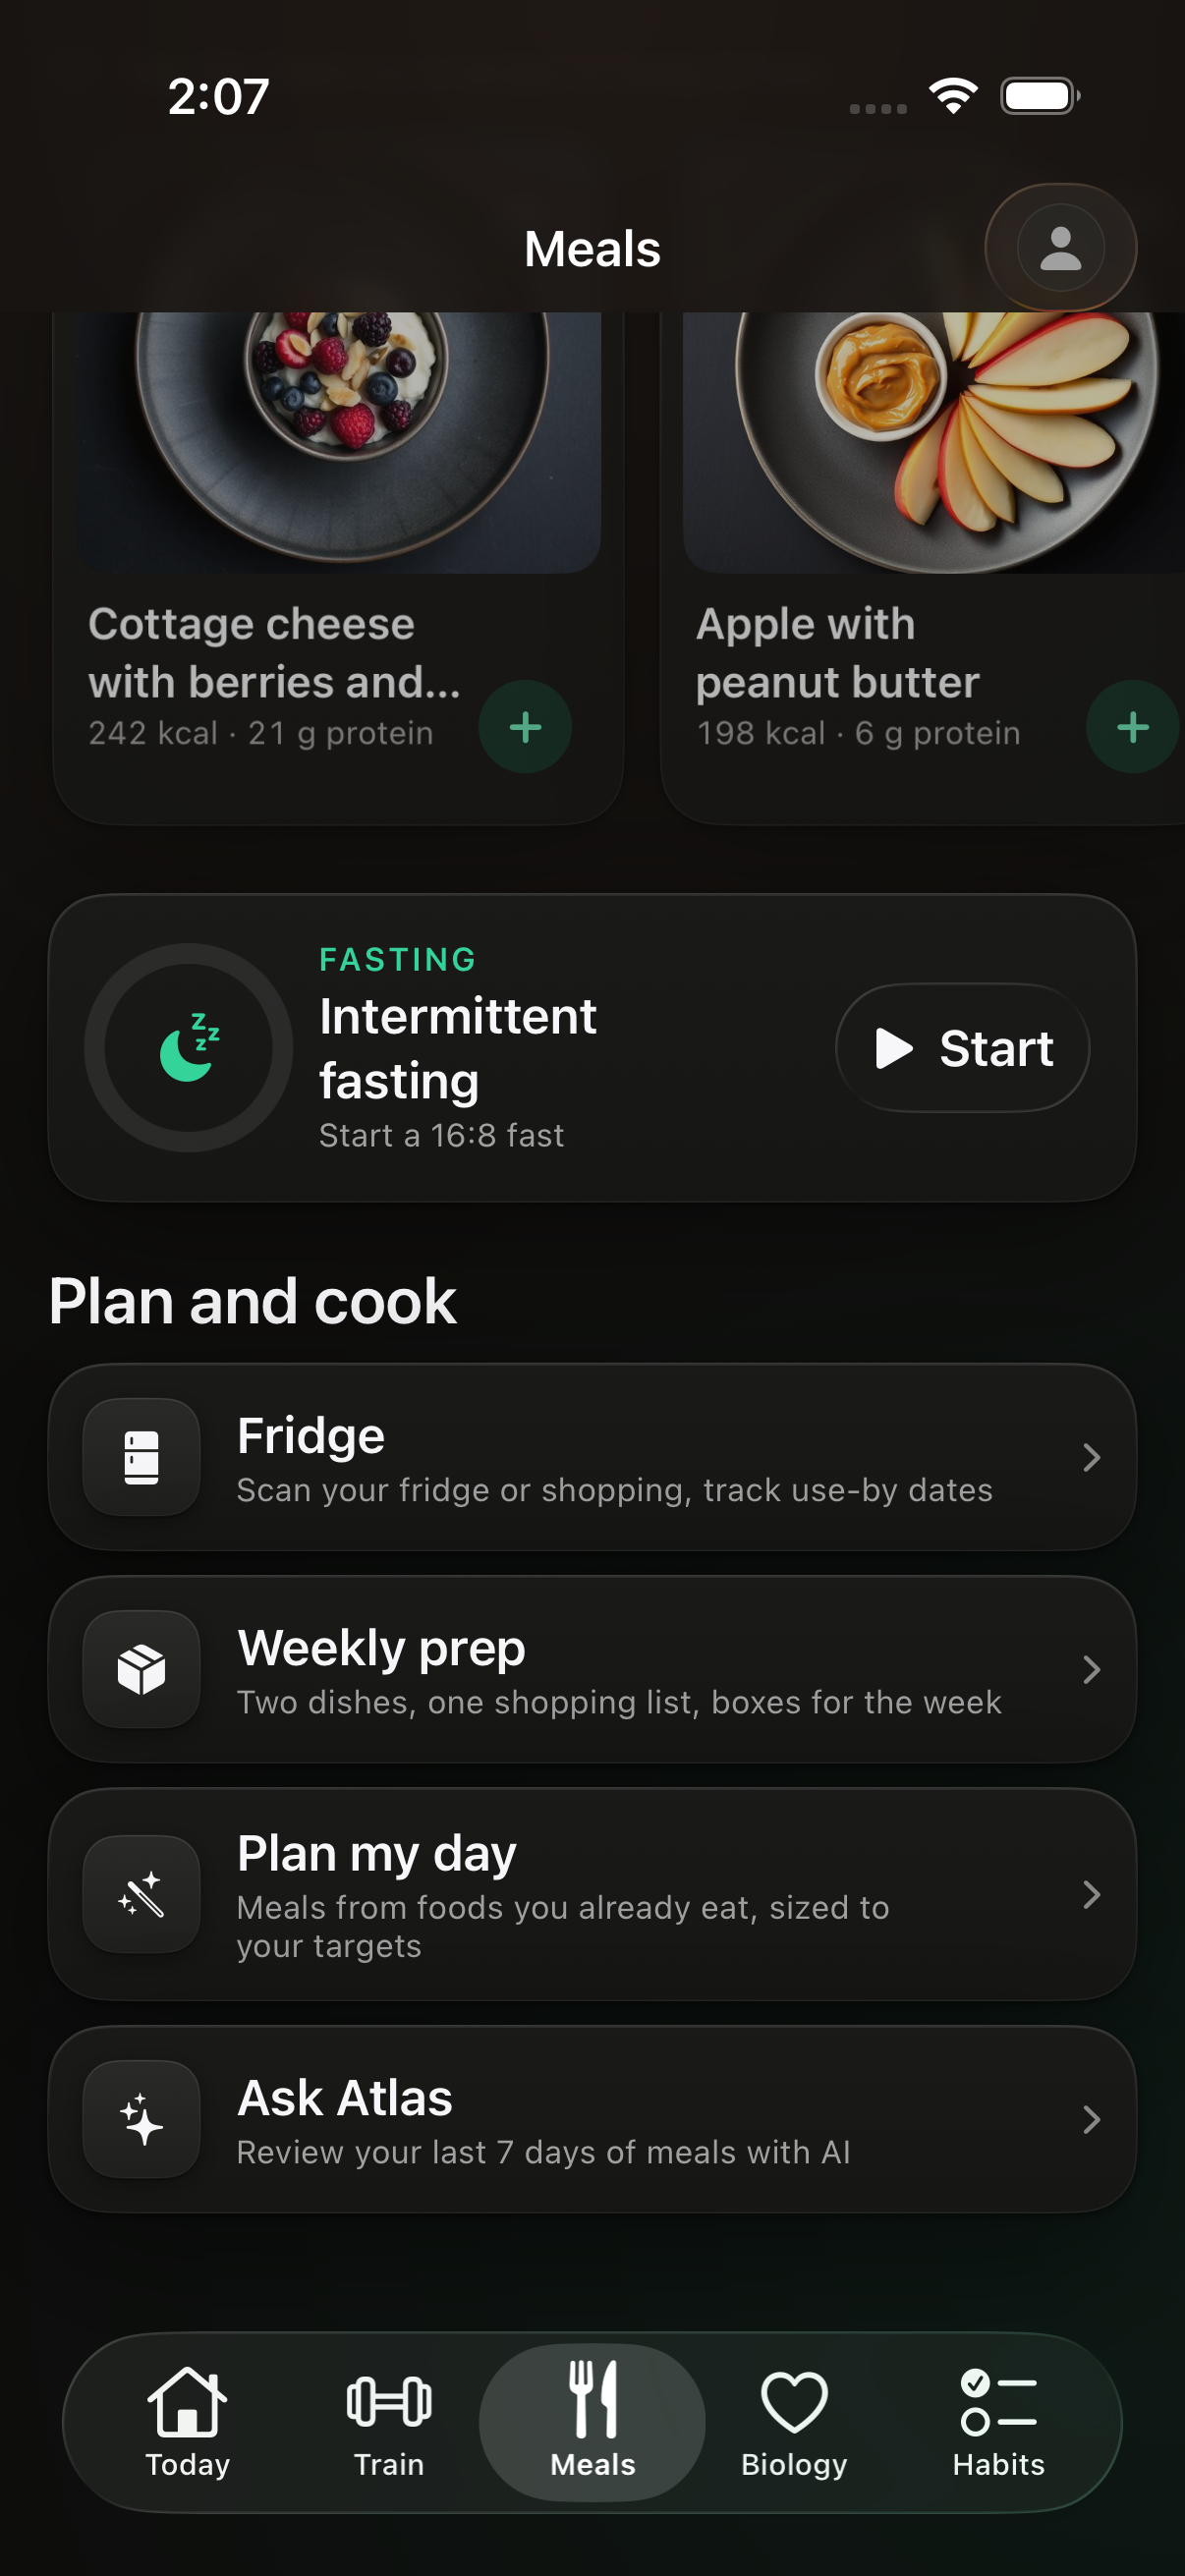 2:07
Meals
Cottage cheese
with berries and...
242 kcal · 21 g protein
Apple with
peanut butter
198 kcal · 6 g protein
FASTING
Intermittent
fasting
Start a 16:8 fast
Start
Plan and cook
Fridge
Scan your fridge or shopping, track use-by dates
Weekly prep
Two dishes, one shopping list, boxes for the week
Plan my day
Meals from foods you already eat, sized to
your targets
Ask Atlas
Review your last 7 days of meals with AI
Today
Train
Meals
Biology
Habits